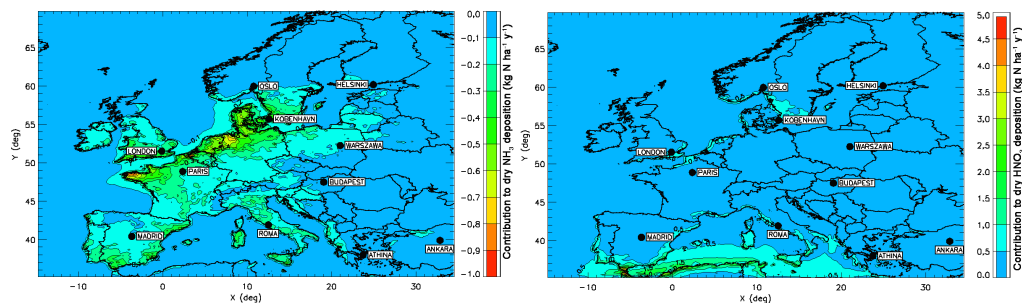 70
65
60
55
50
45
40
Y (deg)
-10
0
10
20
30
X (deg)
OSLO
HELSINKI
KOBENHAVN
LONDON
WARSZAWA
PARIS
BUDAPEST
MADRID
ROMA
ANKARA
ATHINA
0.0
-0.1
-0.2
-0.3
-0.4
-0.5
-0.6
-0.7
-0.8
-0.9
-1.0
Contribution to dry NH3 deposition (kg N ha-1 y-1)
65
60
55
50
45
40
Y (deg)
-10
0
10
20
30
X (deg)
OSLO
HELSINKI
KOBENHAVN
LONDON
WARSZAWA
PARIS
BUDAPEST
MADRID
ROMA
ANKARA
ATHINA
5.0
4.5
4.0
3.5
3.0
2.5
2.0
1.5
1.0
0.5
0.0
Contribution to dry HNO3 deposition (kg N ha-1 y-1)